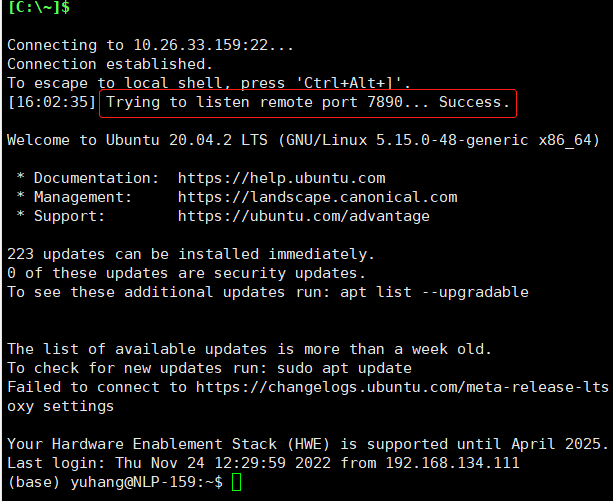 [C:\~]$
Connecting to 10.26.33.159:22...
Connection established.
To escape to local shell, press 'Ctrl+Alt+]'.
[16:02:35] Trying to listen remote port 7890... Success.
Welcome to Ubuntu 20.04.2 LTS (GNU/Linux 5.15.0-48-generic x86_64)
 * Documentation:  https://help.ubuntu.com
 * Management:     https://landscape.canonical.com
 * Support:        https://ubuntu.com/advantage
223 updates can be installed immediately.
0 of these updates are security updates.
To see these additional updates run: apt list --upgradable
The list of available updates is more than a week old.
To check for new updates run: sudo apt update
Failed to connect to https://changelogs.ubuntu.com/meta-release-lts
oxy settings
Your Hardware Enablement Stack (HWE) is supported until April 2025.
Last login: Thu Nov 24 12:29:59 2022 from 192.168.134.111
(base) yuhang@NLP-159:~$